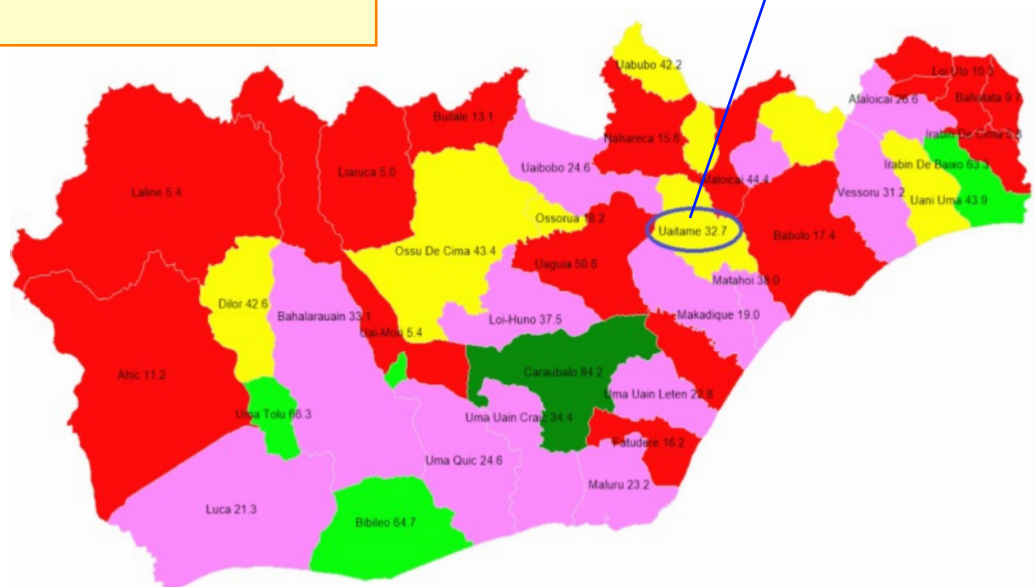 Uabubo 42.2
Loi Ulo 10.3
Afaloicai 26.6
Bahatata 9.7
Builale 13.1
Nahareca 15.6
Irabin De Cima 6.8
Irabin De Baixo 63.3
Uaibobo 24.6
Liaruca 5.0
Afaloicai 44.4
Laline 5.4
Vessoru 31.2
Uani Uma 43.9
Ossorua 18.2
Uaitame 32.7
Babulo 17.4
Ossu De Cima 43.4
Uaguia 50.6
Matahoi 38.0
Dilor 42.6
Bahalarauain 33.1
Loi-Huno 37.5
Makadique 19.0
Uai-Mori 5.4
Ahic 11.2
Caraubalo 84.2
Uma Uain Leten 22.8
Uma Tolu 66.3
Uma Uain Craic 34.4
Fatudere 16.2
Uma Quic 24.6
Maluru 23.2
Luca 21.3
Bibileo 64.7